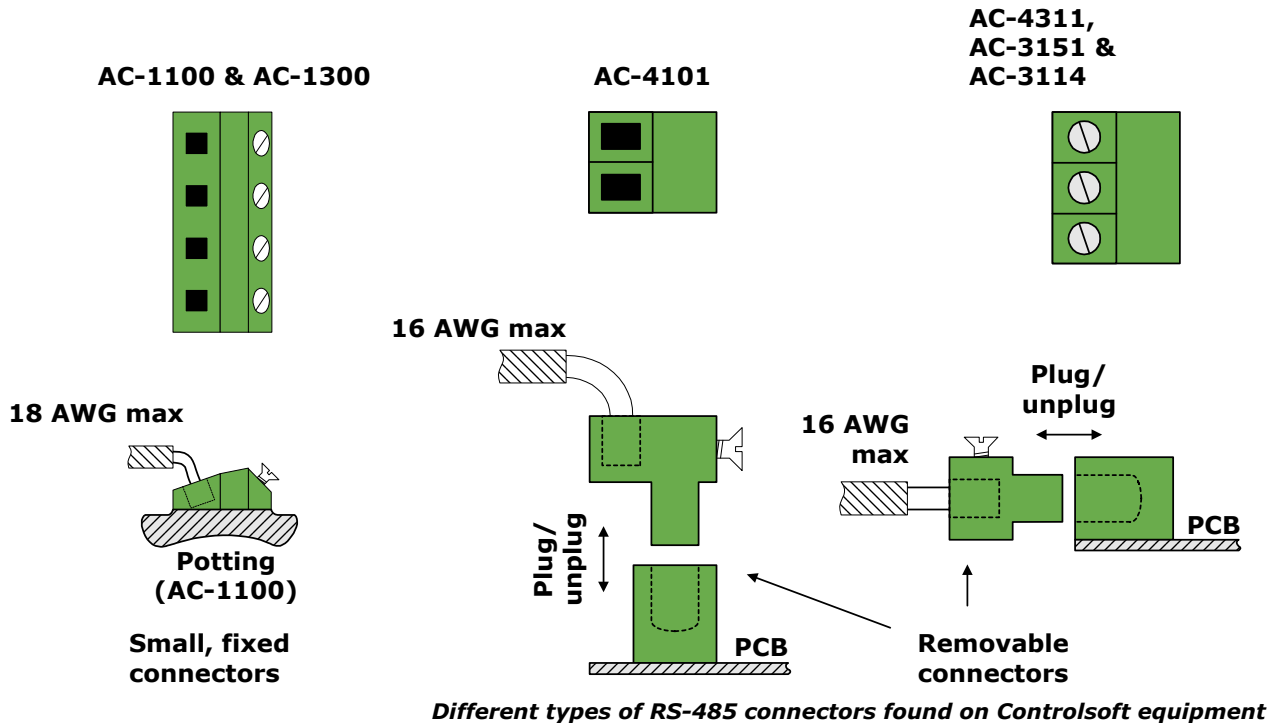 AC-1100 & AC-1300
AC-4101
AC-4311,
AC-3151 &
AC-3114
18 AWG max
Potting
(AC-1100)
Small, fixed
connectors
16 AWG max
Plug/
unplug
PCB
16 AWG
max
Plug/
unplug
PCB
Removable
connectors
Different types of RS-485 connectors found on Controlsoft equipment